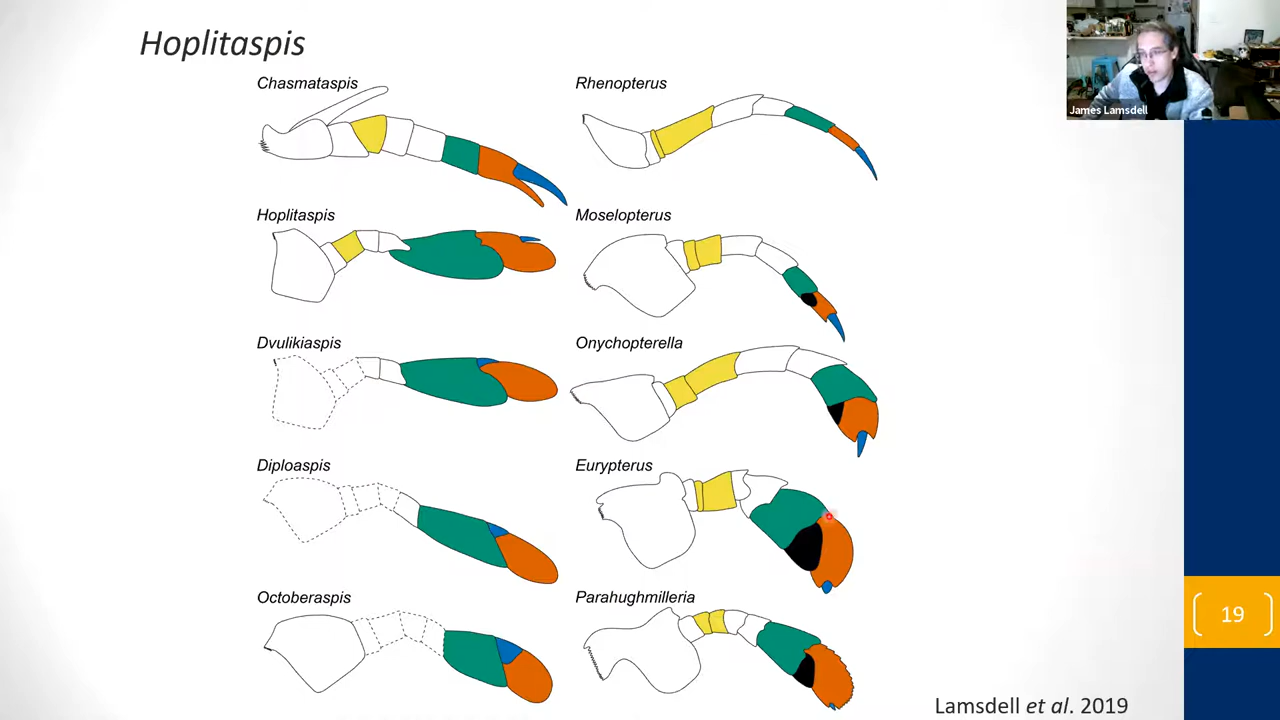 Hoplitaspis
James Lamsdell
Chasmataspis
Rhenopterus
Hoplitaspis
Moselopterus
Dvulikiaspis
Onychopterella
Diploaspis
Eurypterus
Octoberaspis
Parahughmilleria
19
Lamsdell et al. 2019